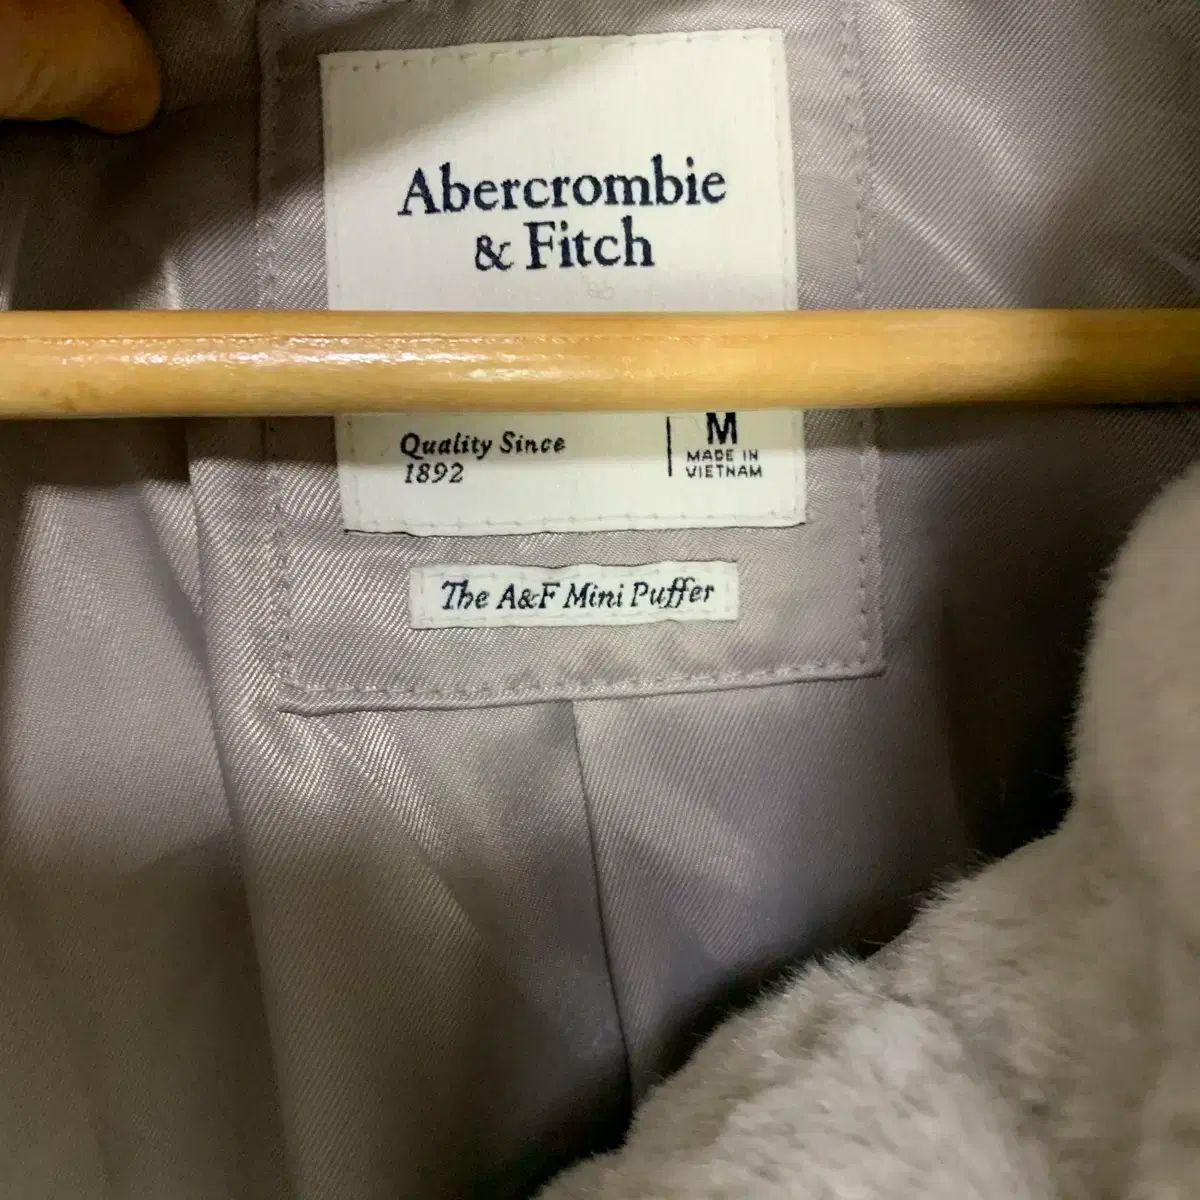 Abercrombie
& Fitch
Quality Since
1892
M
MADE IN
VIETNAM
The A&F Mini Puffer